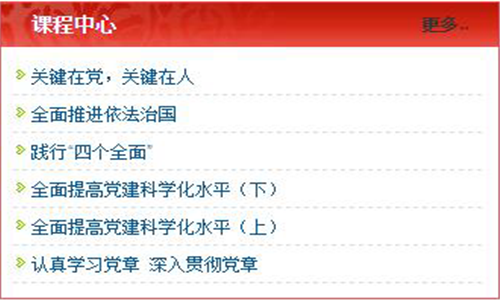 课程中心 更多..
关键在党，关键在人
全面推进依法治国
践行“四个全面”
全面提高党建科学化水平（下）
全面提高党建科学化水平（上）
认真学习党章 深入贯彻党章